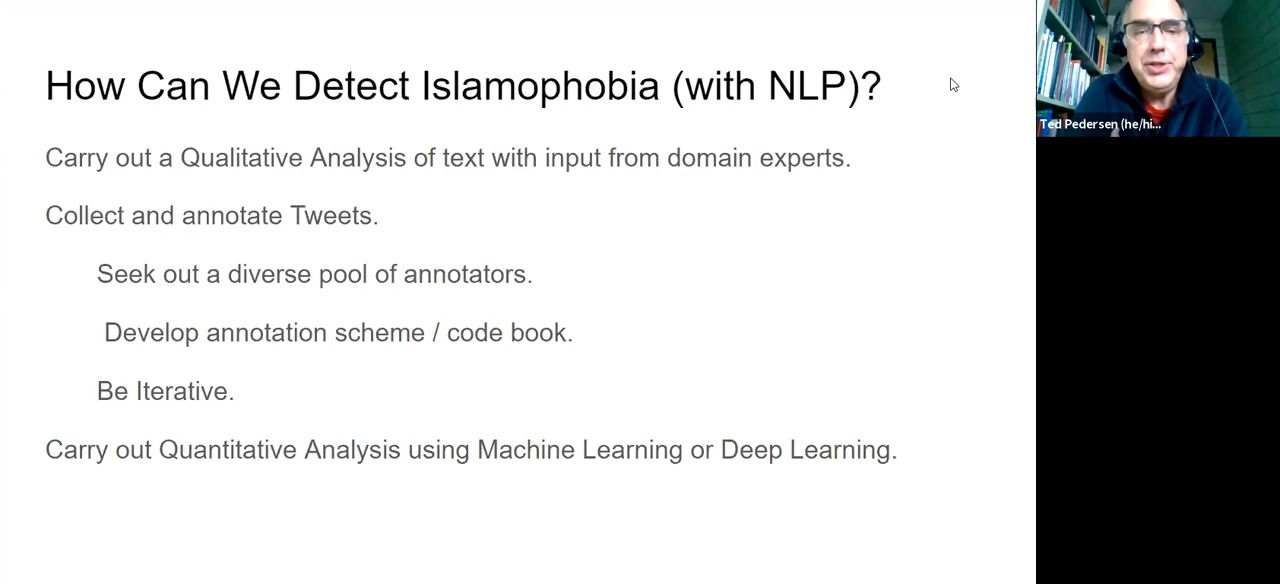 How Can We Detect Islamophobia (with NLP)?
Carry out a Qualitative Analysis of text with input from domain experts.
Collect and annotate Tweets.
Seek out a diverse pool of annotators.
Develop annotation scheme / code book.
Be Iterative.
Carry out Quantitative Analysis using Machine Learning or Deep Learning.
Ted Pedersen (he/hi...